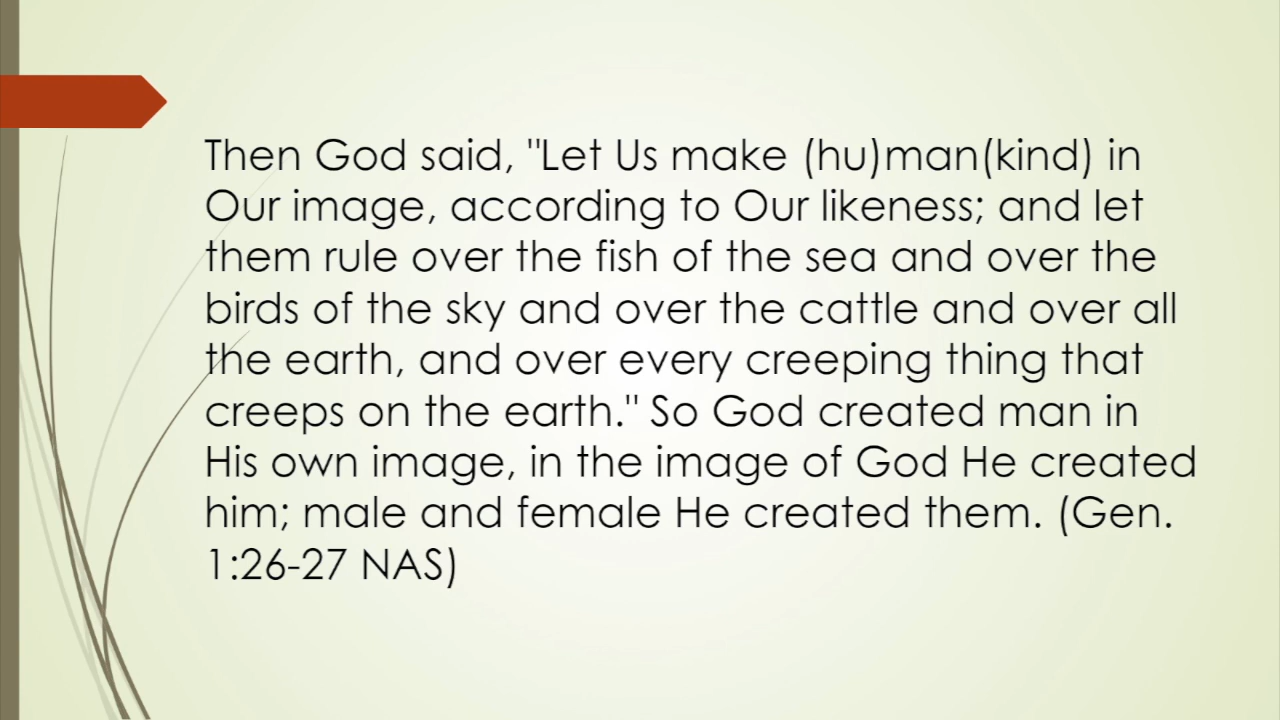 Then God said, "Let Us make (hu)man(kind) in
Our image, according to Our likeness; and let
them rule over the fish of the sea and over the
birds of the sky and over the cattle and over all
the earth, and over every creeping thing that
creeps on the earth." So God created man in
His own image, in the image of God He created
him; male and female He created them. (Gen.
1:26-27 NAS)